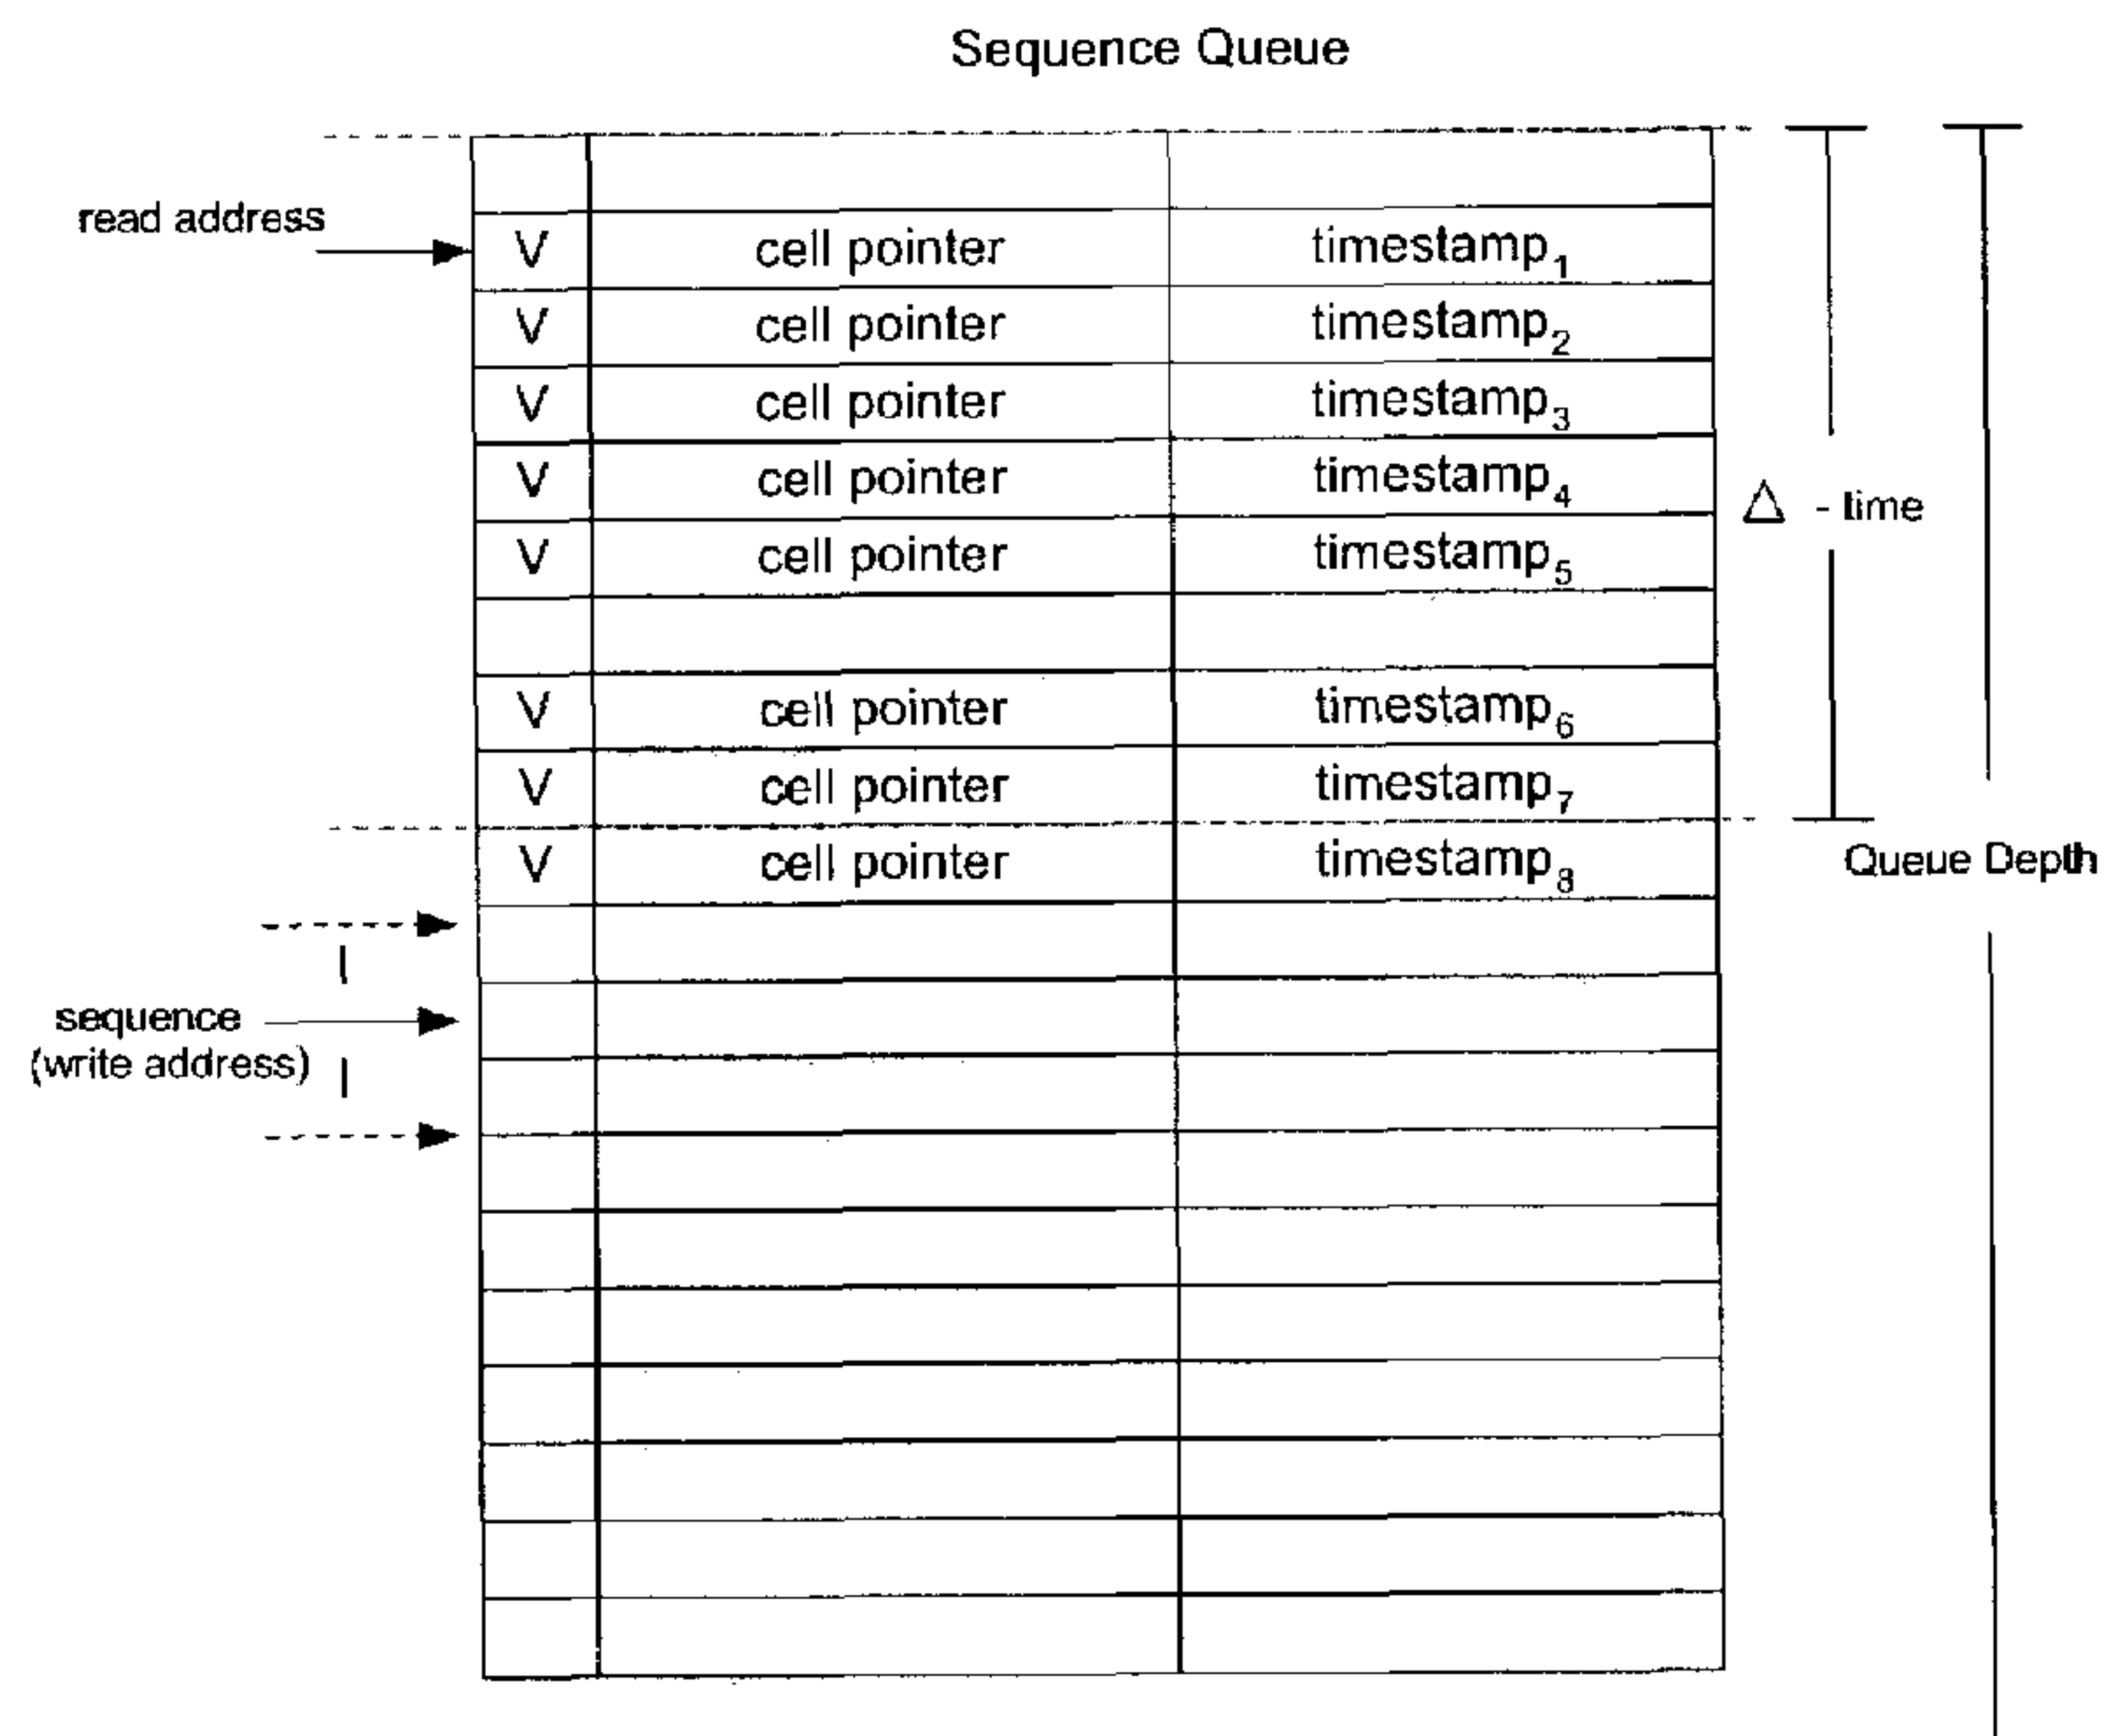 Sequence Queue
read address
V cell pointer timestamp₁
V cell pointer timestamp₂
V cell pointer timestamp₃
V cell pointer timestamp₄
V cell pointer timestamp₅
△ - time
V cell pointer timestamp₆
V cell pointer timestamp₇
V cell pointer timestamp₈
Queue Depth
sequence
(write address)